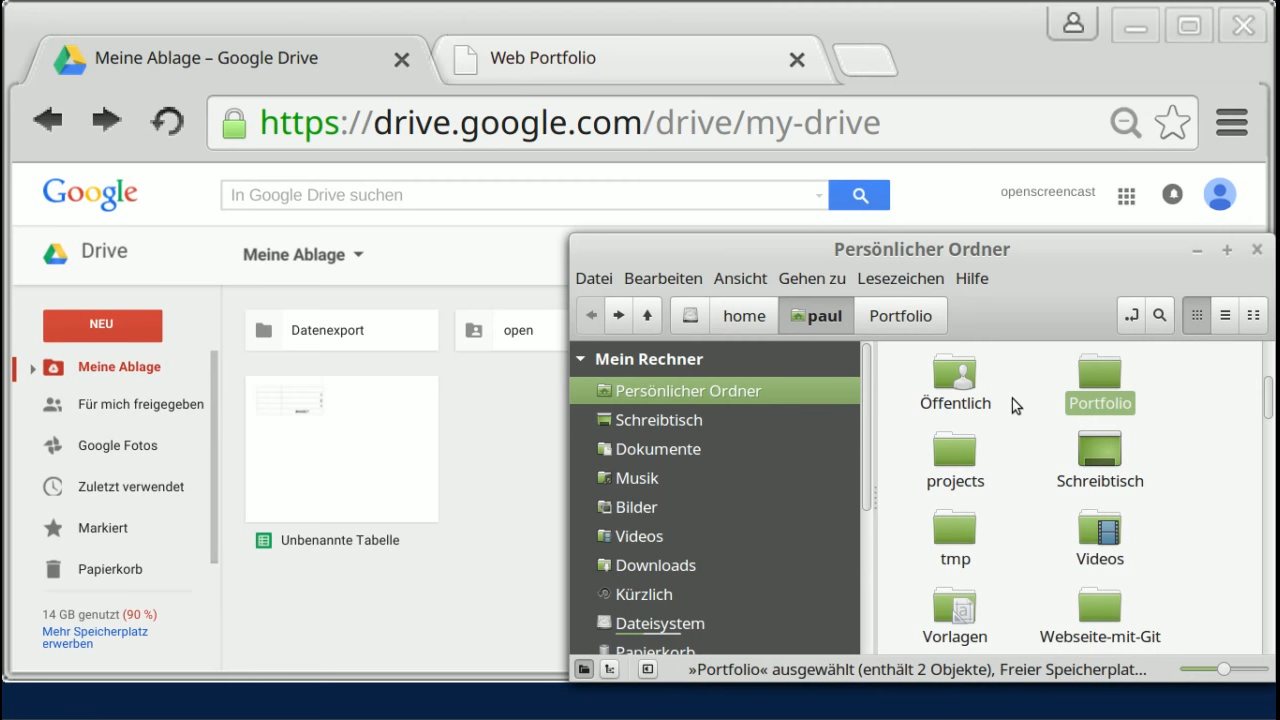 Meine Ablage – Google Drive
Web Portfolio
https://drive.google.com/drive/my-drive
Google
In Google Drive suchen
openscreencast
Drive
Meine Ablage
NEU
Meine Ablage
Für mich freigegeben
Google Fotos
Zuletzt verwendet
Markiert
Papierkorb
14 GB genutzt (90 %)
Mehr Speicherplatz
erwerben
Datenexport
open
Unbenannte Tabelle
Persönlicher Ordner
Datei Bearbeiten Ansicht Gehen zu Lesezeichen Hilfe
home
paul
Portfolio
Mein Rechner
Persönlicher Ordner
Schreibtisch
Dokumente
Musik
Bilder
Videos
Downloads
Kürzlich
Dateisystem
Papierkorb
Öffentlich
Portfolio
projects
Schreibtisch
tmp
Videos
Vorlagen
Webseite-mit-Git
»Portfolio« ausgewählt (enthält 2 Objekte), Freier Speicherplat...